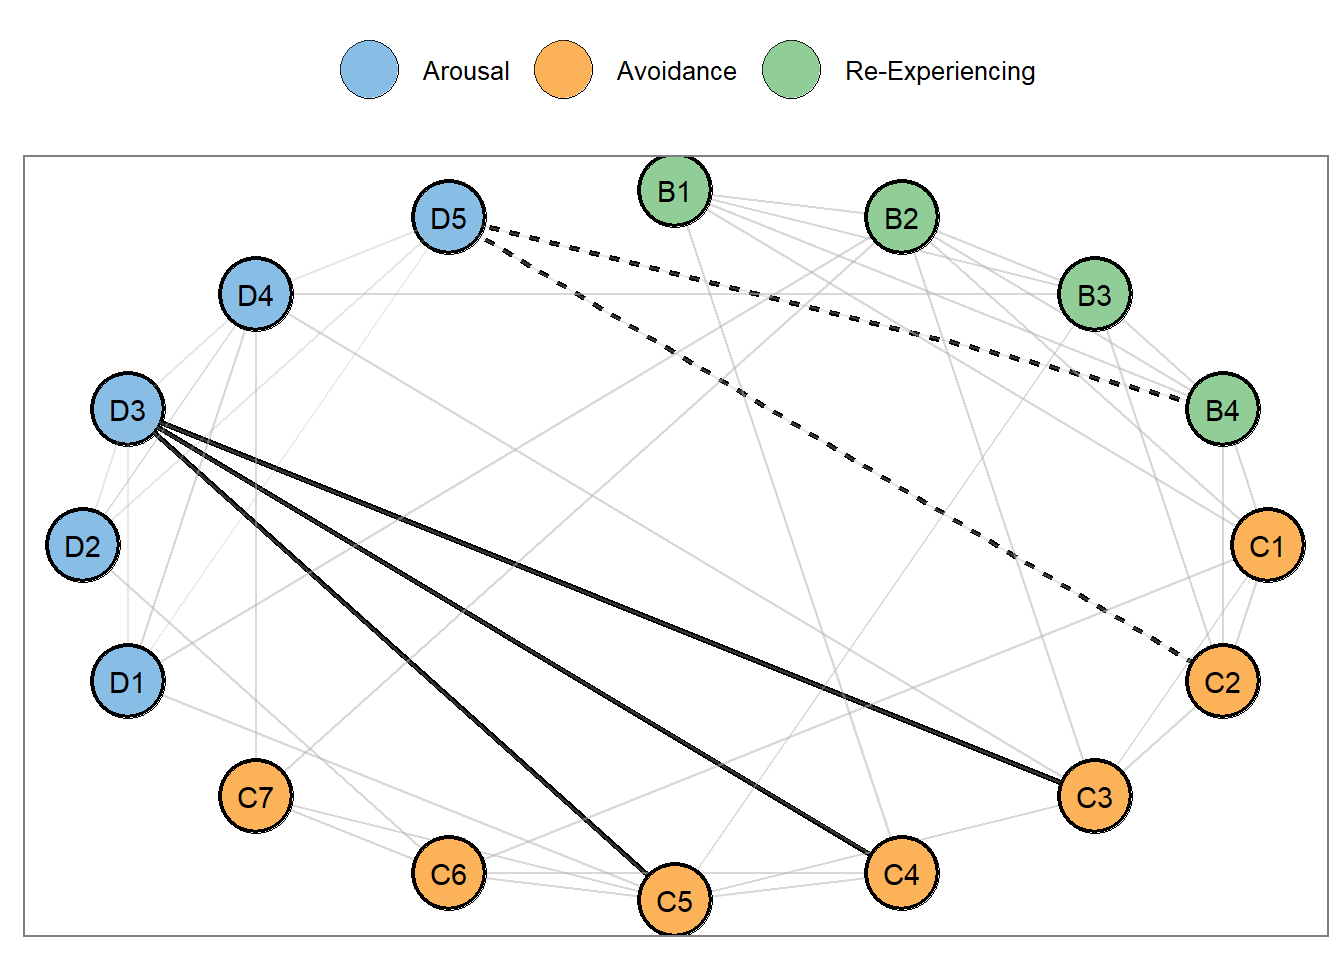 Arousal Avoidance Re-Experiencing
B1
D5 B2
D4 B3
D3 B4
D2 C1
D1 C2
C7 C3
C6 C4
C5